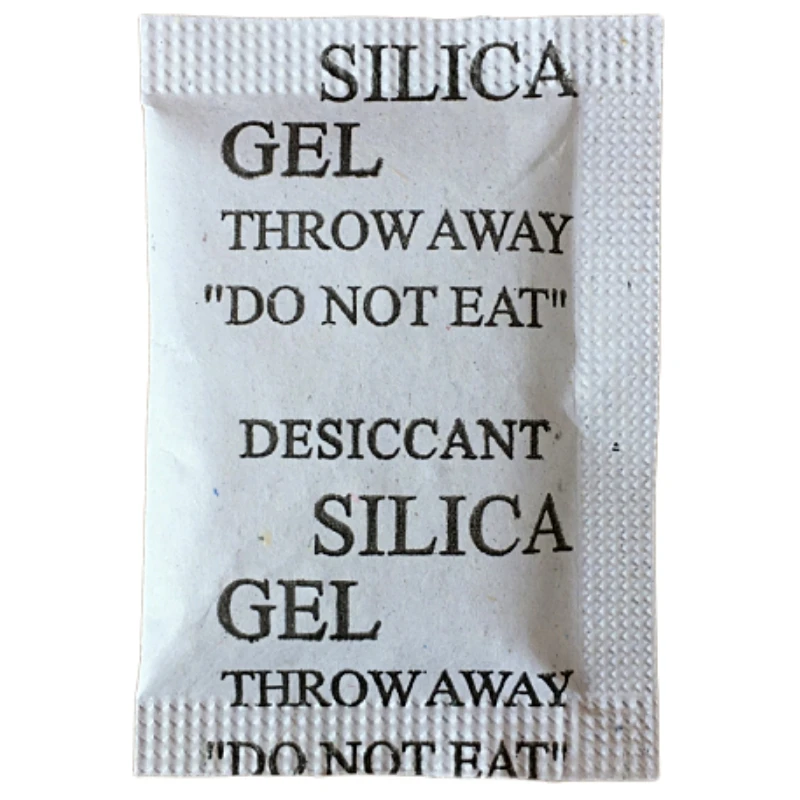 SILICA
GEL
THROW AWAY
"DO NOT EAT"
DESICCANT
SILICA
GEL
THROW AWAY
"DO NOT EAT"